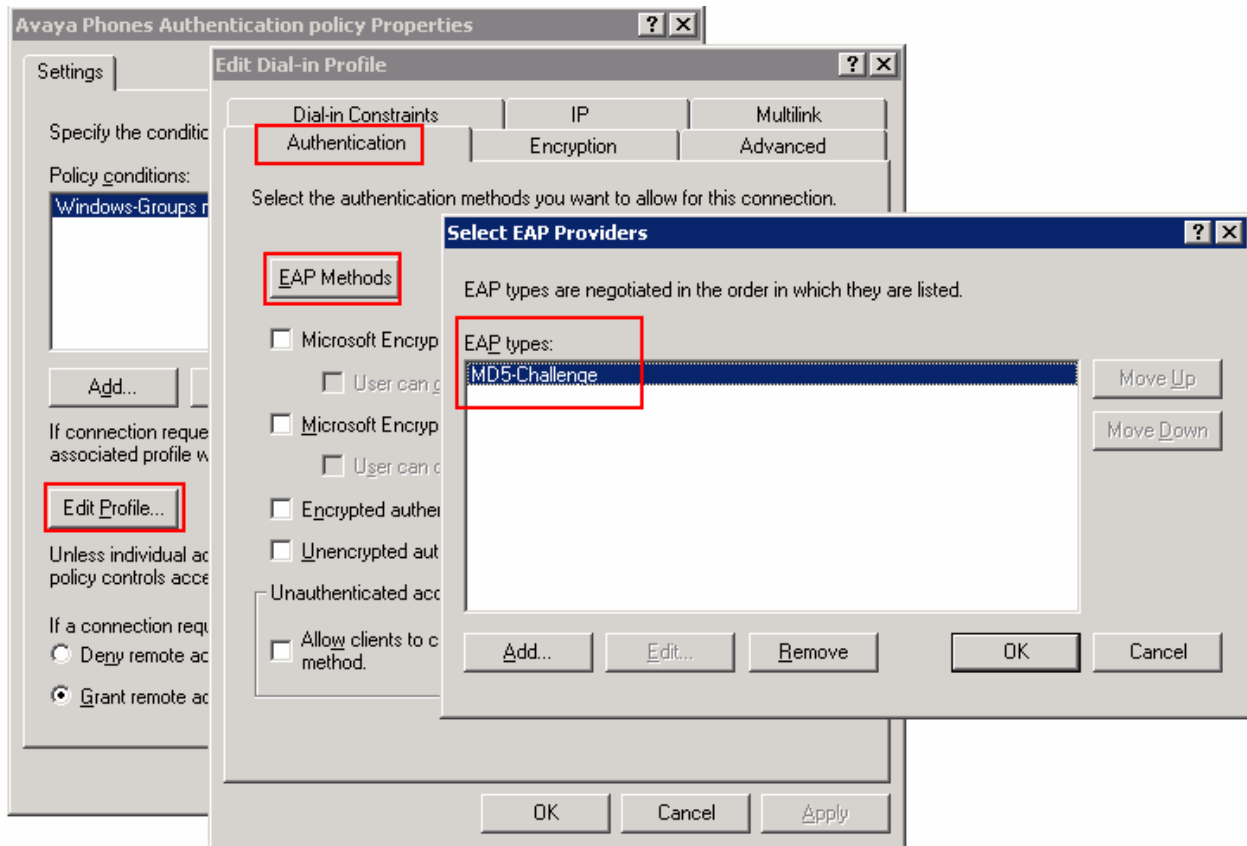 Avaya Phones Authentication policy Properties
Settings
Specify the conditic
Policy conditions:
Windows-Groups
Add...
If connection reque
associated profile w
Edit Profile...
Unless individual ac
policy controls acce
If a connection requ
Deny remote ac
Grant remote ac
Edit Dial-in Profile
Dial-in Constraints
IP
Multilink
Authentication
Encryption
Advanced
Select the authentication methods you want to allow for this connection.
EAP Methods
Microsoft Encryp
User can
Microsoft Encryp
User can c
Encrypted auther
Unencrypted aut
Unauthenticated acc
Allow clients to c
method.
OK
Cancel
Apply
Select EAP Providers
EAP types are negotiated in the order in which they are listed.
EAP types:
MD5-Challenge
Move Up
Move Down
Add...
Edit...
Remove
OK
Cancel